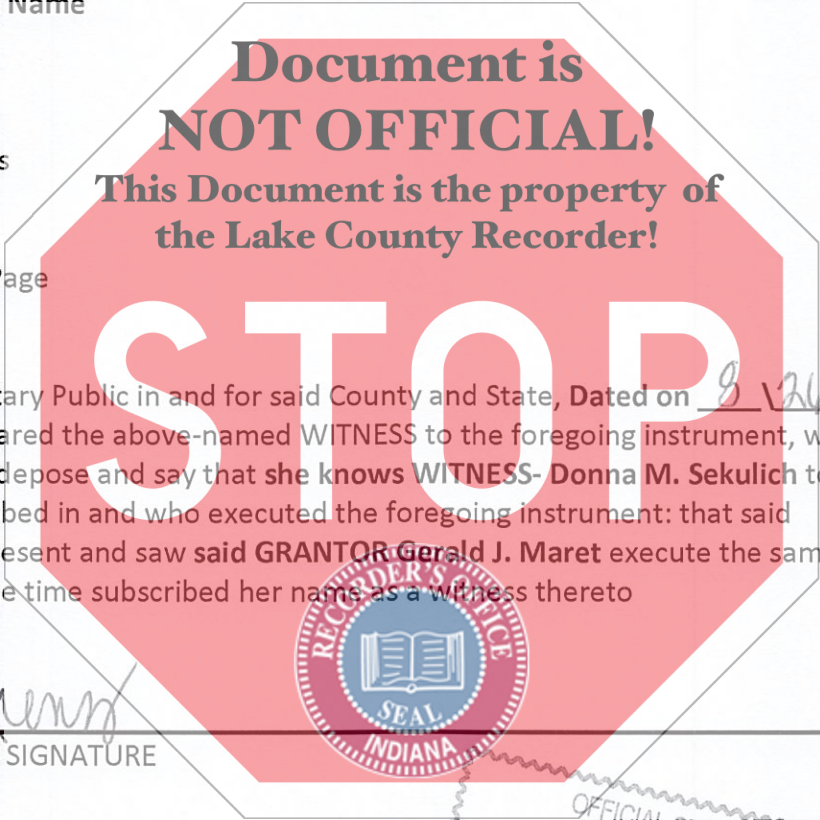 Name
Document is
NOT OFFICIAL!
This Document is the property of
the Lake County Recorder!
s
age
STOP
ary Public in and for said County and State, Dated on 8 \ 26
ared the above-named WITNESS to the foregoing instrument, w
depose and say that she knows WITNESS- Donna M. Sekulich to
bed in and who executed the foregoing instrument: that said
esent and saw said GRANTOR Gerald J. Maret execute the sam
e time subscribed her name as a witness thereto
RECORDER'S OFFICE
SEAL
INDIANA
SIGNATURE
OFFICIAL